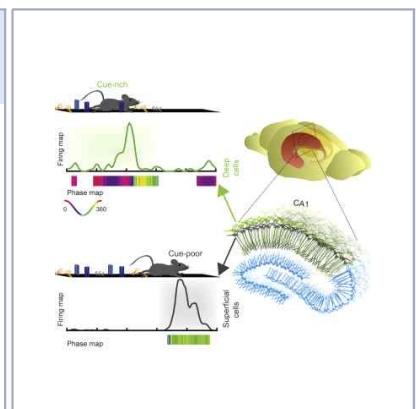 Cue-rich
Firing map
Deep
cells
Phase map
0 360
CA1
Cue-poor
Firing map
Superficial
cells
Phase map